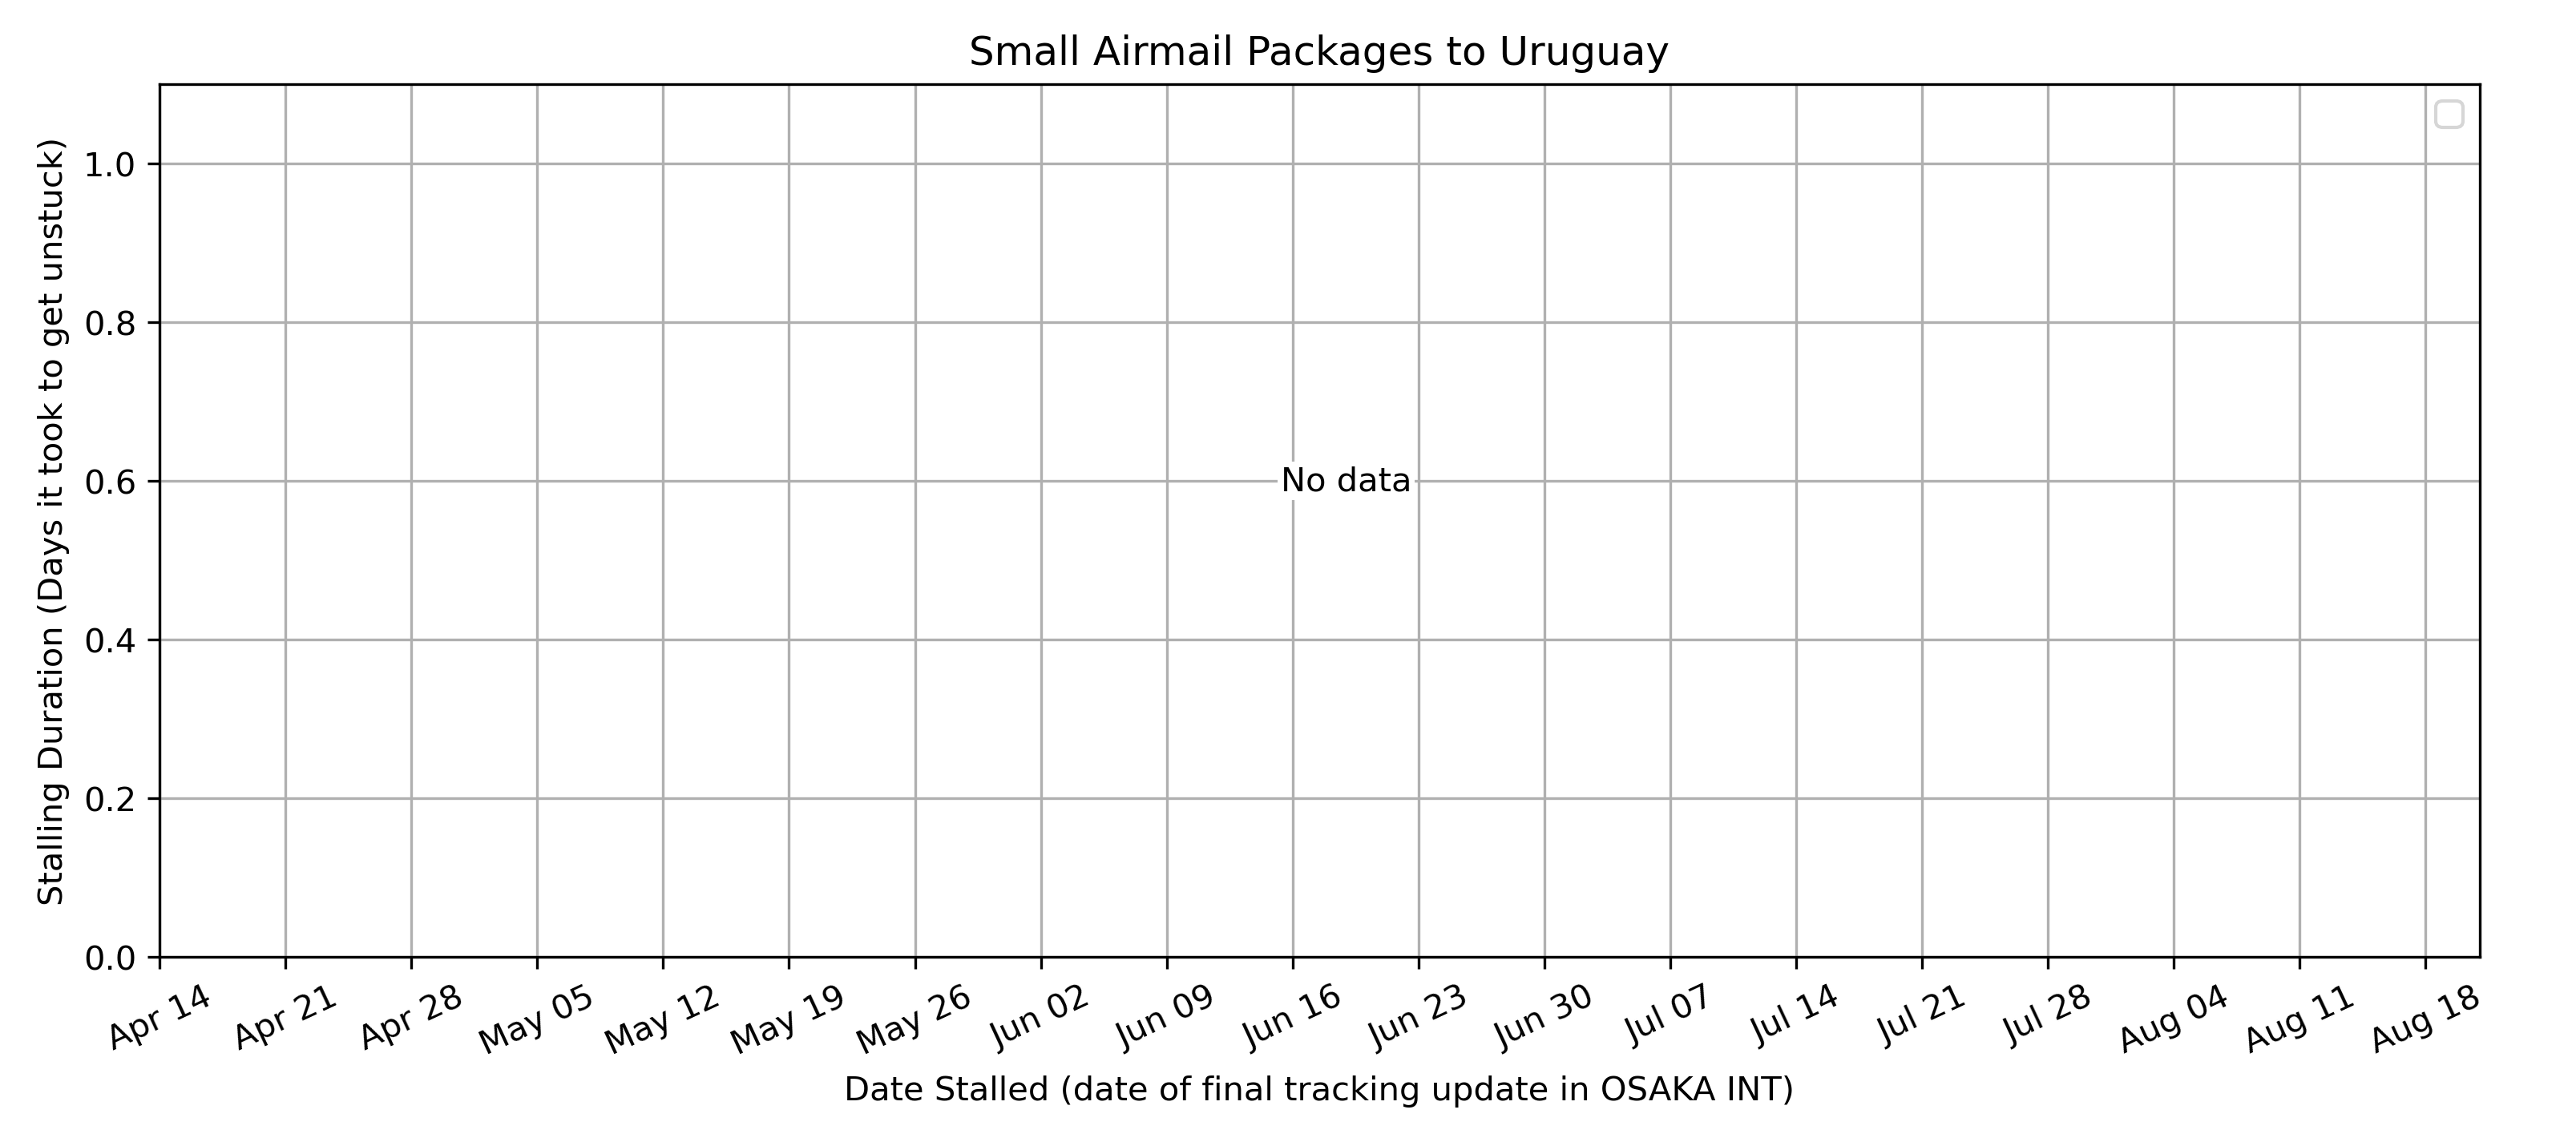 Small Airmail Packages to Uruguay
Stalling Duration (Days it took to get unstuck)
1.0
0.8
0.6
0.4
0.2
0.0
No data
Apr 14
Apr 21
Apr 28
May 05
May 12
May 19
May 26
Jun 02
Jun 09
Jun 16
Jun 23
Jun 30
Jul 07
Jul 14
Jul 21
Jul 28
Aug 04
Aug 11
Aug 18
Date Stalled (date of final tracking update in OSAKA INT)